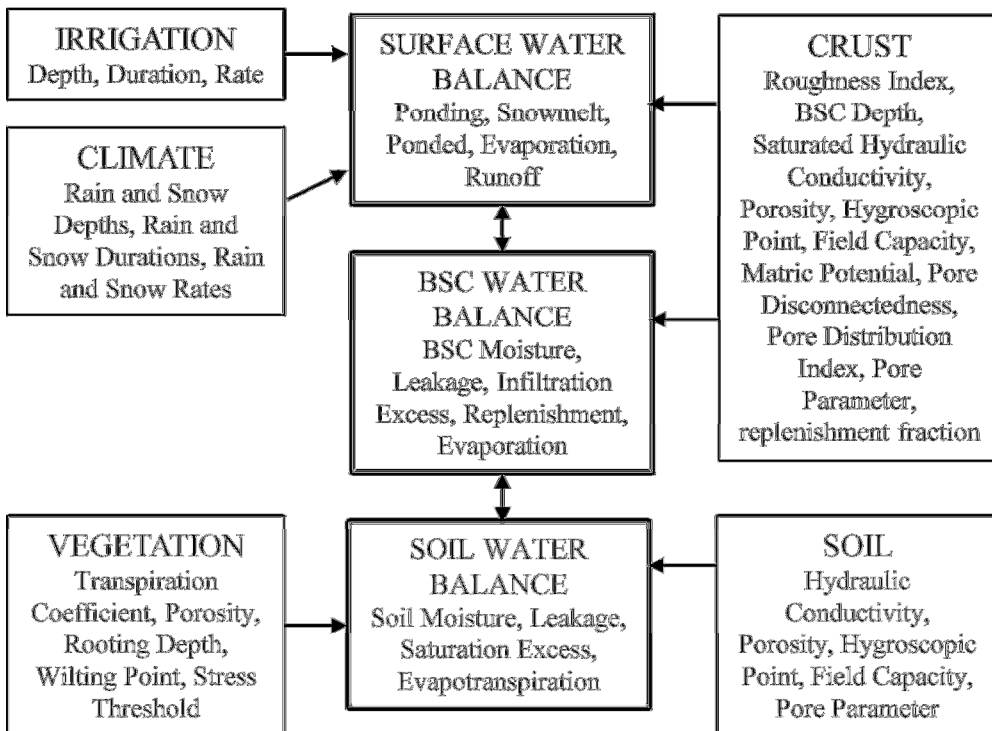 IRRIGATION
Depth, Duration, Rate
CLIMATE
Rain and Snow
Depths, Rain and
Snow Durations, Rain
and Snow Rates
SURFACE WATER
BALANCE
Ponding, Snowmelt,
Ponded, Evaporation,
Runoff
BSC WATER
BALANCE
BSC Moisture,
Leakage, Infiltration
Excess, Replenishment,
Evaporation
CRUST
Roughness Index,
BSC Depth,
Saturated Hydraulic
Conductivity,
Porosity, Hygroscopic
Point, Field Capacity,
Matric Potential, Pore
Disconnectedness,
Pore Distribution
Index, Pore
Parameter,
replenishment fraction
VEGETATION
Transpiration
Coefficient, Porosity,
Rooting Depth,
Wilting Point, Stress
Threshold
SOIL WATER
BALANCE
Soil Moisture, Leakage,
Saturation Excess,
Evapotranspiration
SOIL
Hydraulic
Conductivity,
Porosity, Hygroscopic
Point, Field Capacity,
Pore Parameter